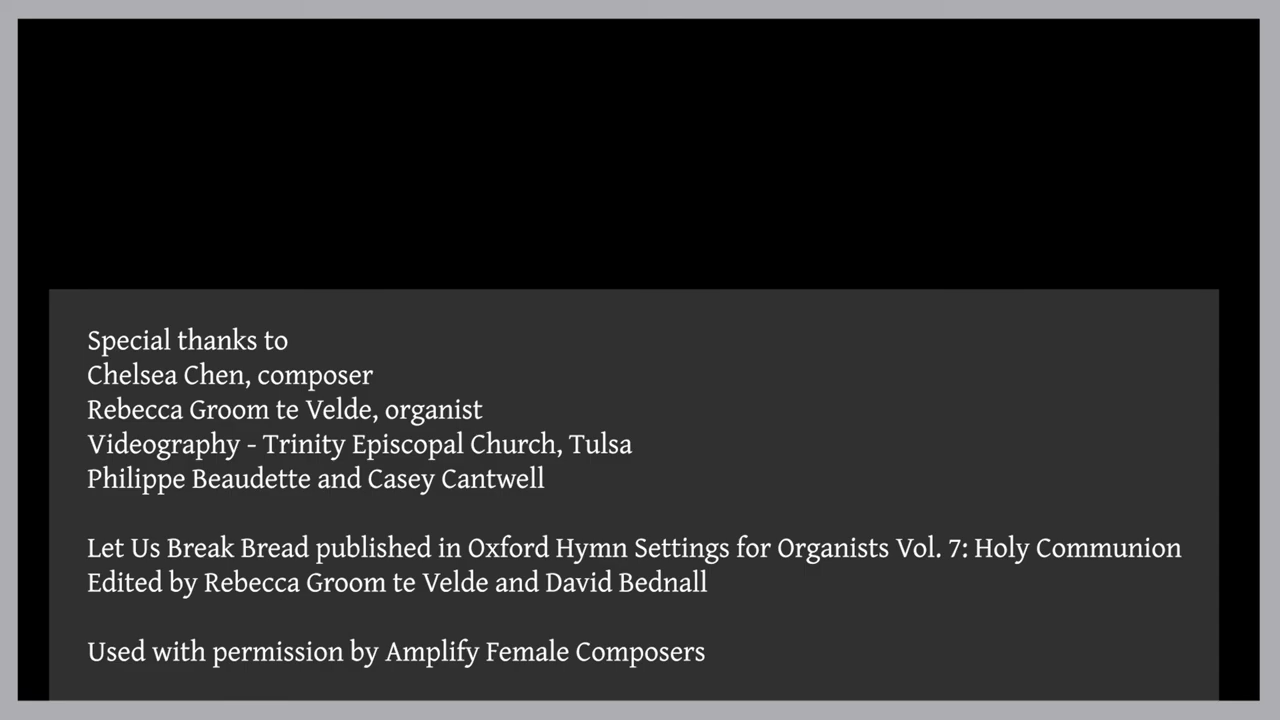 Special thanks to
Chelsea Chen, composer
Rebecca Groom te Velde, organist
Videography - Trinity Episcopal Church, Tulsa
Philippe Beaudette and Casey Cantwell
Let Us Break Bread published in Oxford Hymn Settings for Organists Vol. 7: Holy Communion
Edited by Rebecca Groom te Velde and David Bednall
Used with permission by Amplify Female Composers